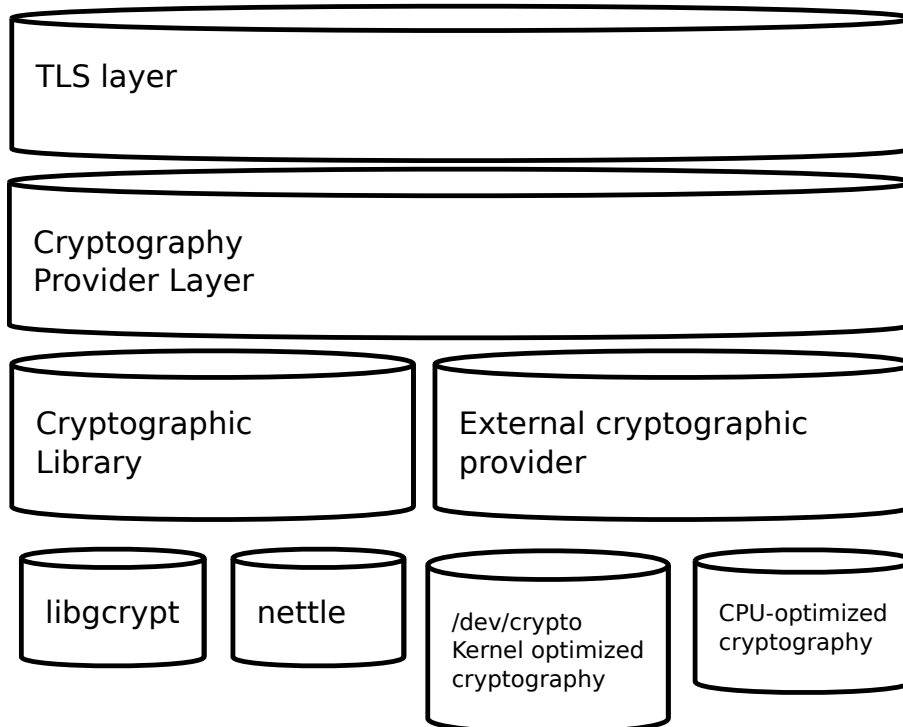 TLS layer
Cryptography
Provider Layer
Cryptographic
Library
External cryptographic
provider
libgcrypt
nettle
/dev/crypto
Kernel optimized
cryptography
CPU-optimized
cryptography